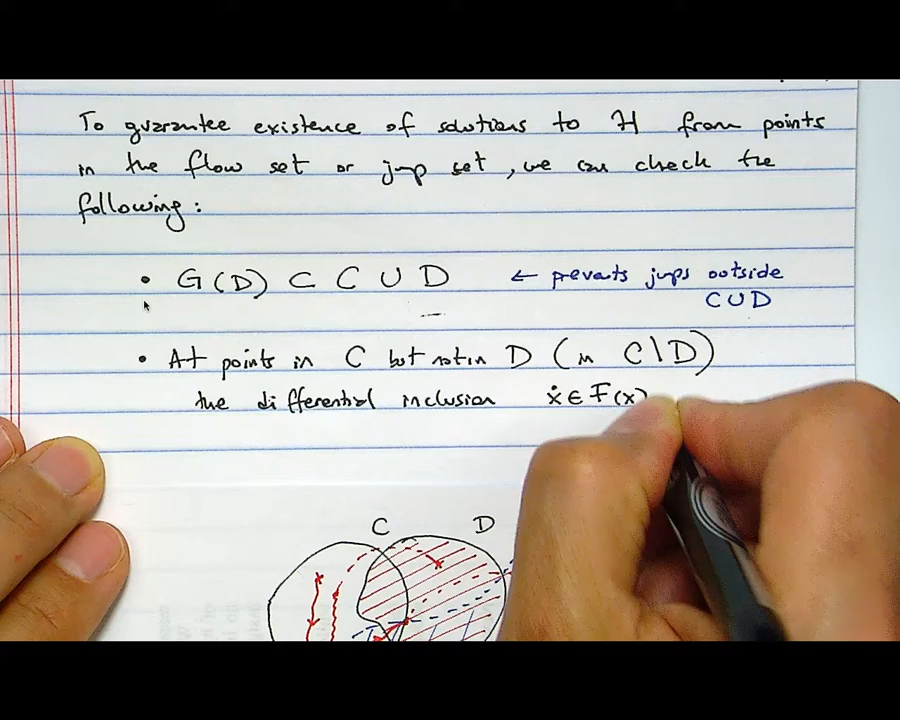 To guarantee existence of solutions to H from points
in the flow set or jump set, we can check the
following:
• G(D) ⊂ C ∪ D ← prevents jumps outside
C ∪ D
• At points in C but not in D (in C\D)
the differential inclusion ẋ ∈ F(x)
C D